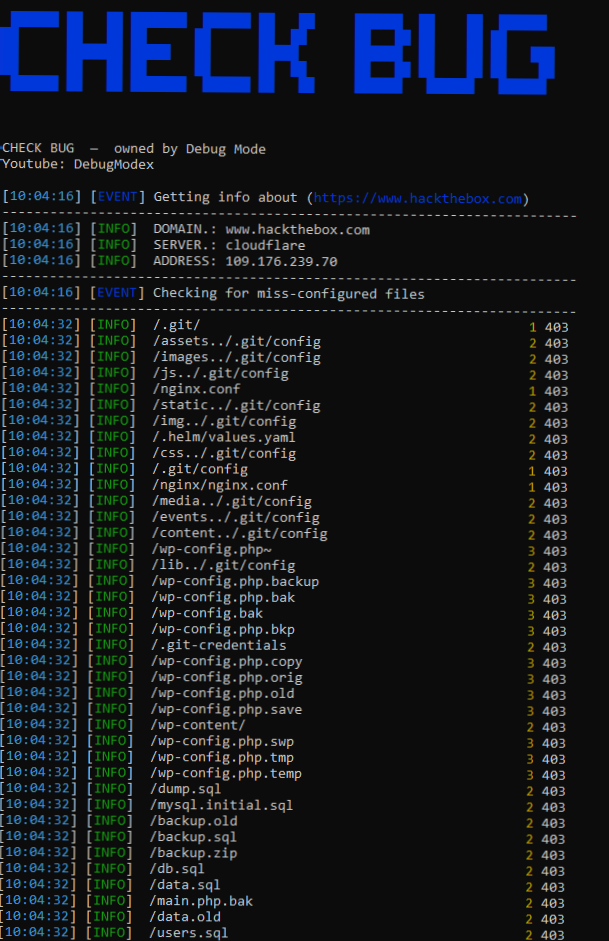 CHECK BUG
CHECK BUG — owned by Debug Mode
Youtube: DebugModex
[10:04:16] [EVENT] Getting info about (https://www.hackthebox.com)
[10:04:16] [INFO] DOMAIN.: www.hackthebox.com
[10:04:16] [INFO] SERVER.: cloudflare
[10:04:16] [INFO] ADDRESS: 109.176.239.70
[10:04:16] [EVENT] Checking for miss-configured files
[10:04:32] [INFO] /.git/ 1 403
[10:04:32] [INFO] /assets../.git/config 2 403
[10:04:32] [INFO] /images../.git/config 2 403
[10:04:32] [INFO] /js../.git/config 2 403
[10:04:32] [INFO] /nginx.conf 1 403
[10:04:32] [INFO] /static../.git/config 2 403
[10:04:32] [INFO] /img../.git/config 2 403
[10:04:32] [INFO] /.helm/values.yaml 2 403
[10:04:32] [INFO] /css../.git/config 2 403
[10:04:32] [INFO] /.git/config 1 403
[10:04:32] [INFO] /nginx/nginx.conf 1 403
[10:04:32] [INFO] /media../.git/config 2 403
[10:04:32] [INFO] /events../.git/config 2 403
[10:04:32] [INFO] /content../.git/config 2 403
[10:04:32] [INFO] /wp-config.php~ 3 403
[10:04:32] [INFO] /lib../.git/config 2 403
[10:04:32] [INFO] /wp-config.php.backup 3 403
[10:04:32] [INFO] /wp-config.php.bak 3 403
[10:04:32] [INFO] /wp-config.bak 3 403
[10:04:32] [INFO] /wp-config.php.bkp 3 403
[10:04:32] [INFO] /.git-credentials 2 403
[10:04:32] [INFO] /wp-config.php.copy 3 403
[10:04:32] [INFO] /wp-config.php.orig 3 403
[10:04:32] [INFO] /wp-config.php.old 3 403
[10:04:32] [INFO] /wp-config.php.save 3 403
[10:04:32] [INFO] /wp-content/ 2 403
[10:04:32] [INFO] /wp-config.php.swp 3 403
[10:04:32] [INFO] /wp-config.php.tmp 3 403
[10:04:32] [INFO] /wp-config.php.temp 3 403
[10:04:32] [INFO] /dump.sql 2 403
[10:04:32] [INFO] /mysql.initial.sql 2 403
[10:04:32] [INFO] /backup.old 2 403
[10:04:32] [INFO] /backup.sql 2 403
[10:04:32] [INFO] /backup.zip 2 403
[10:04:32] [INFO] /db.sql 2 403
[10:04:32] [INFO] /data.sql 2 403
[10:04:32] [INFO] /main.php.bak 2 403
[10:04:32] [INFO] /data.old 2 403
[10:04:32] [INFO] /users.sql 2 403